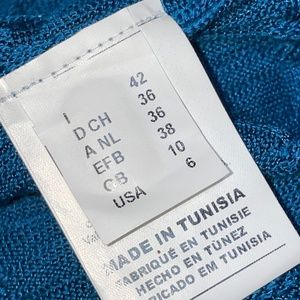 I 42
D CH 36
A NL 36
EFB 38
GB 10
USA 6
MADE IN TUNISIA
FABRIQUÉ EN TUNISIE
HECHO EN TÚNEZ
EM TUNISIA